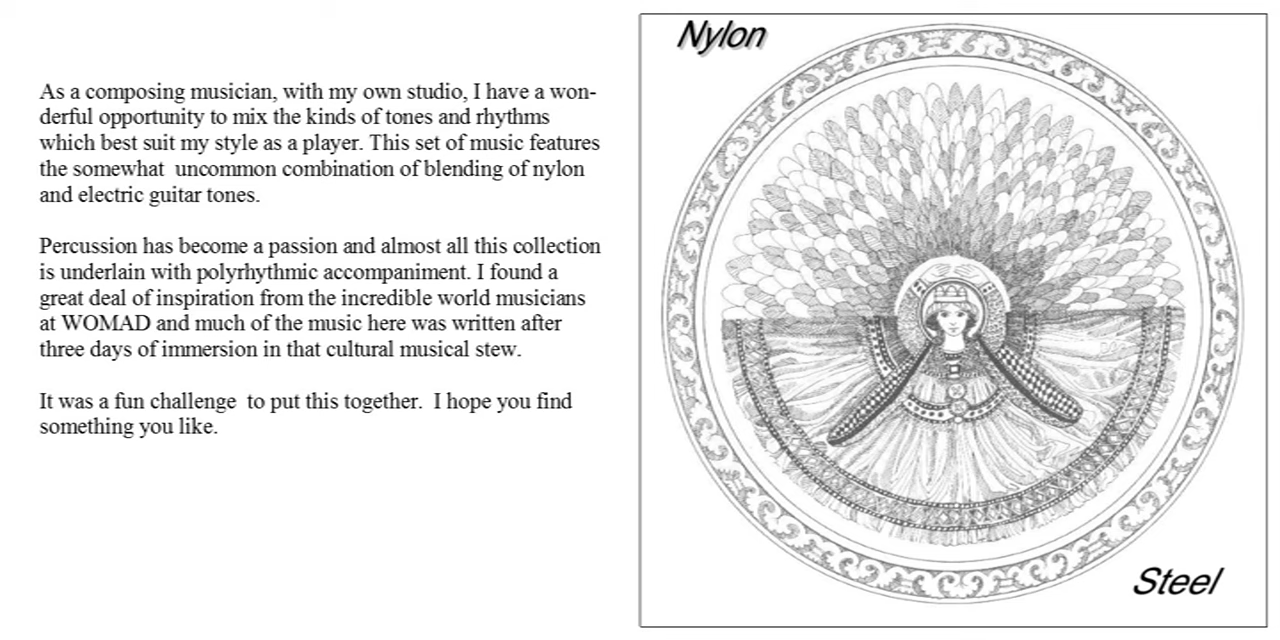 As a composing musician, with my own studio, I have a won-
derful opportunity to mix the kinds of tones and rhythms
which best suit my style as a player. This set of music features
the somewhat  uncommon combination of blending of nylon
and electric guitar tones.
Percussion has become a passion and almost all this collection
is underlain with polyrhythmic accompaniment. I found a
great deal of inspiration from the incredible world musicians
at WOMAD and much of the music here was written after
three days of immersion in that cultural musical stew.
It was a fun challenge  to put this together.  I hope you find
something you like.
Nylon
Steel